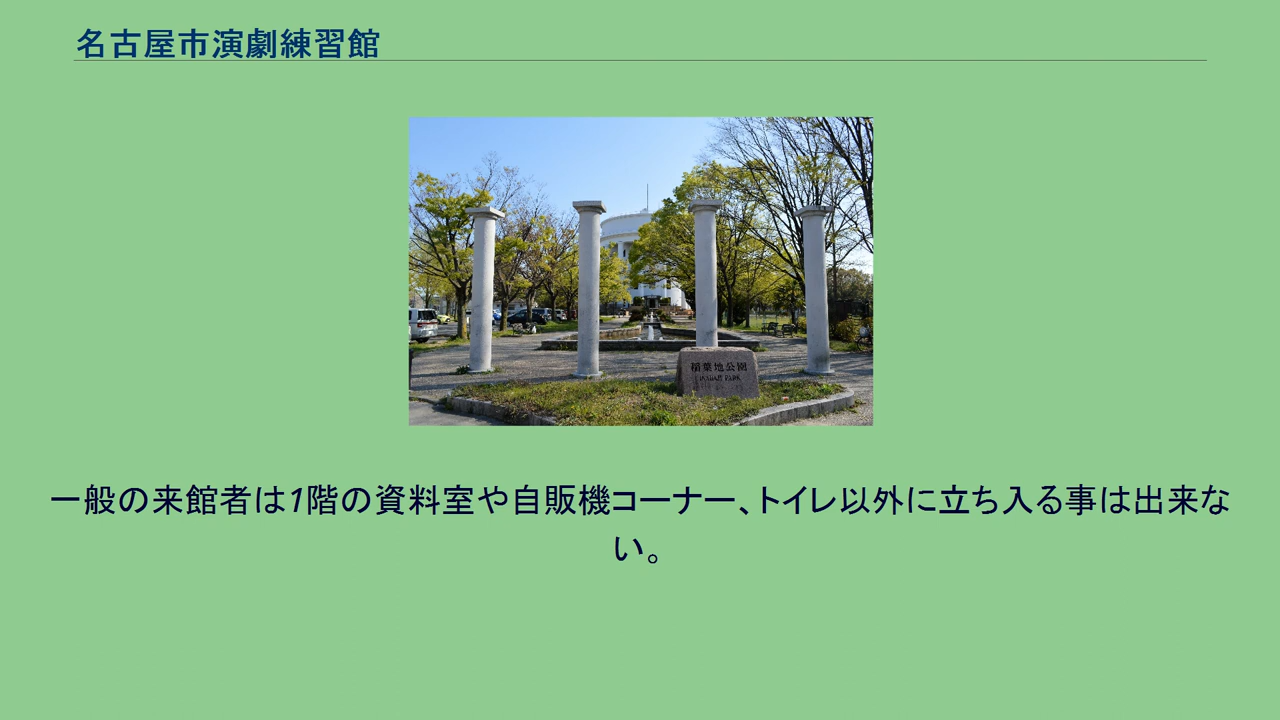 名古屋市演劇練習館
稲葉地公園
INABAJI PARK
一般の来館者は1階の資料室や自販機コーナー、トイレ以外に立ち入る事は出来な
い。